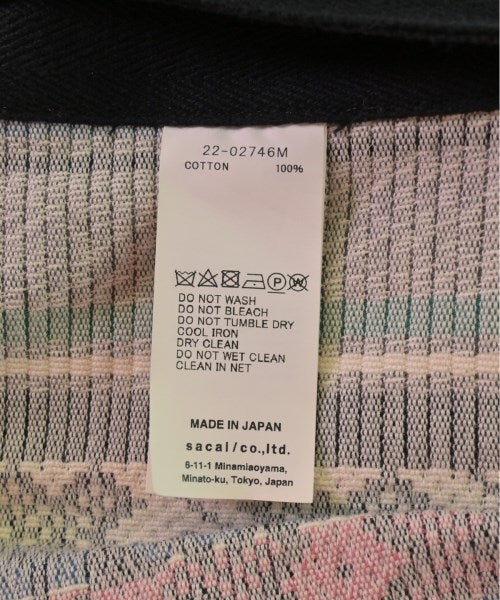 22-02746M
COTTON 100%
DO NOT WASH
DO NOT BLEACH
DO NOT TUMBLE DRY
COOL IRON
DRY CLEAN
DO NOT WET CLEAN
CLEAN IN NET
MADE IN JAPAN
sacai/co.,ltd.
6-11-1 Minamiaoyama,
Minato-ku, Tokyo, Japan